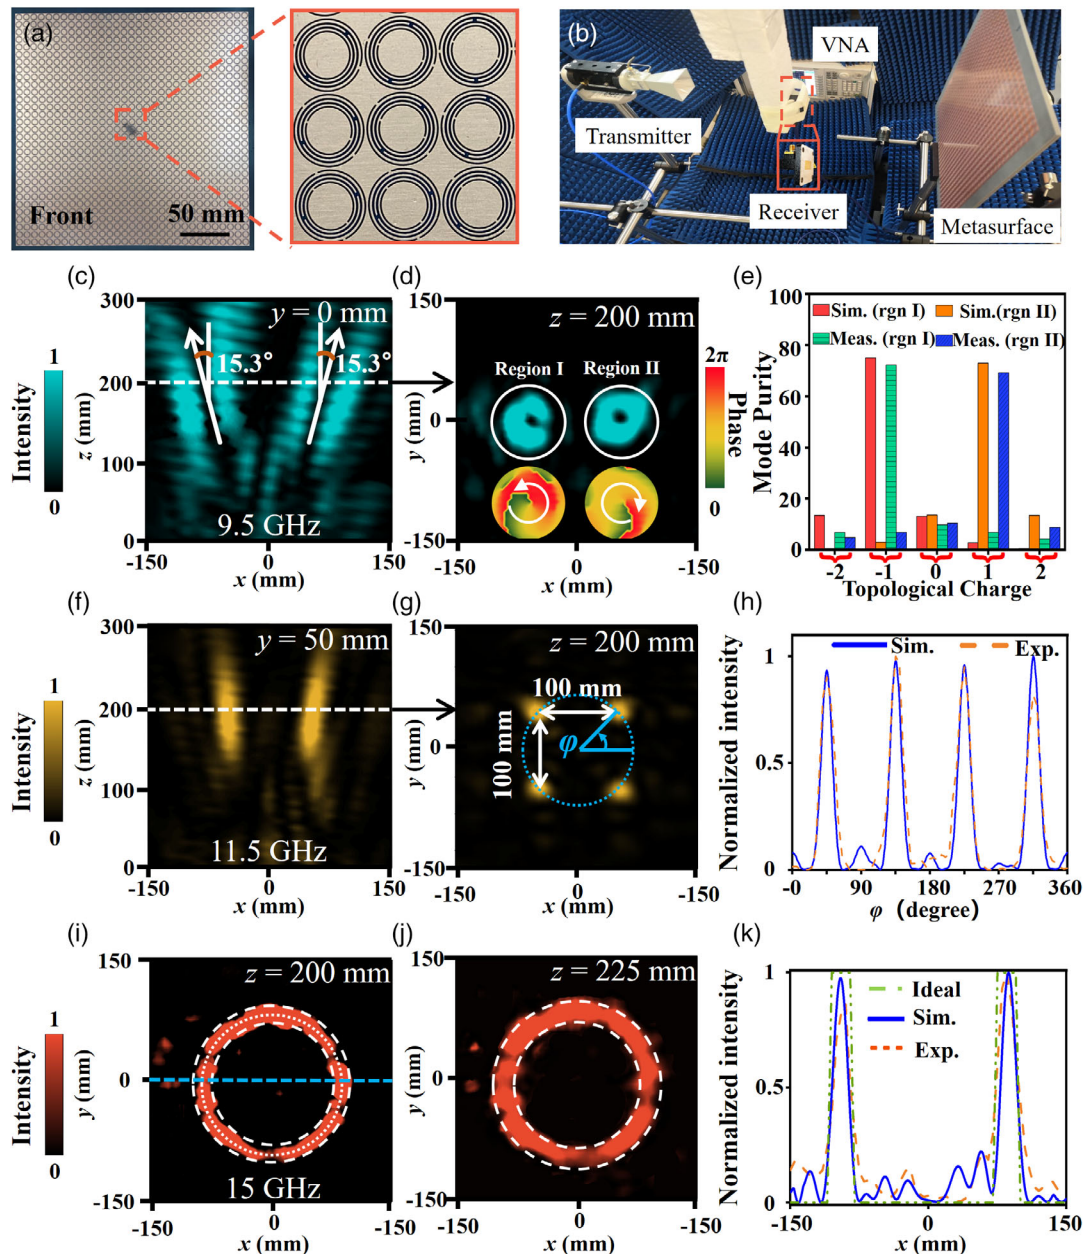 (a)
Front
50 mm
(b)
VNA
Transmitter
Receiver
Metasurface
(c)
Intensity
1
0
z (mm)
300
200
100
0
y = 0 mm
15.3°
15.3°
9.5 GHz
-150
0
150
x (mm)
(d)
z = 200 mm
Region I
Region II
y (mm)
150
0
-150
-150
0
-150
x (mm)
2π
Phase
0
(e)
Mode Purity
100
80
60
40
20
0
Sim. (rgn I)
Sim.(rgn II)
Meas. (rgn I)
Meas. (rgn II)
-2
-1
0
1
2
Topological Charge
(f)
Intensity
1
0
z (mm)
300
200
100
0
y = 50 mm
11.5 GHz
-150
0
150
x (mm)
(g)
z = 200 mm
100 mm
100 mm
φ
y (mm)
150
0
-150
-150
0
-150
x (mm)
(h)
Normalized intensity
1
0.5
0
Sim.
Exp.
-0
90
180
270
360
φ (degree)
(i)
Intensity
1
0
y (mm)
150
0
-150
z = 200 mm
15 GHz
-150
0
150
x (mm)
(j)
z = 225 mm
y (mm)
150
0
-150
-150
0
-150
x (mm)
(k)
Normalized intensity
1
0.5
0
Ideal
Sim.
Exp.
-150
0
150
x (mm)